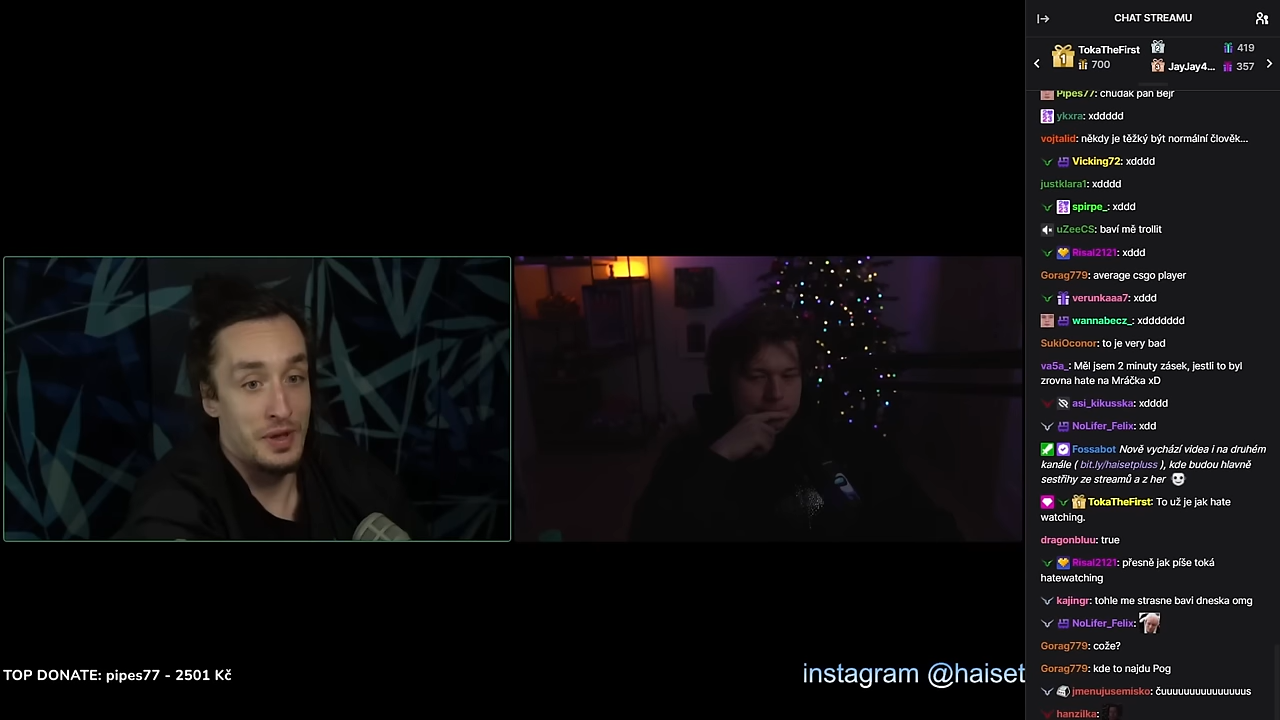 CHAT STREAMU
TokaTheFirst
700
419
JayJay4...
357
Pipes77: chudák pan Bejr
ykxra: xddddd
vojtalid: někdy je těžký být normální člověk...
Vicking72: xdddd
justklara1: xdddd
spirpe_: xddd
uZeeCS: baví mě trollit
Risal2121: xddd
Gorag779: average csgo player
verunkaaa7: xddd
wannabecz_: xddddddd
SukiOconor: to je very bad
va5a_: Měl jsem 2 minuty zásek, jestli to byl
zrovna hate na Mráčka xD
asi_kikusska: xdddd
NoLifer_Felix: xdd
Fossabot Nově vychází videa i na druhém
kanále ( bit.ly/haisetpluss ), kde budou hlavně
sestřihy ze streamů a z her
TokaTheFirst: To už je jak hate
watching.
dragonbluu: true
Risal2121: přesně jak píše toká
hatewatching
kajingr: tohle me strasne bavi dneska omg
NoLifer_Felix:
Gorag779: cože?
Gorag779: kde to najdu Pog
jmenujusemisko: čuuuuuuuuuuuuuuus
hanzilka:
TOP DONATE: pipes77 - 2501 Kč
instagram @haiset